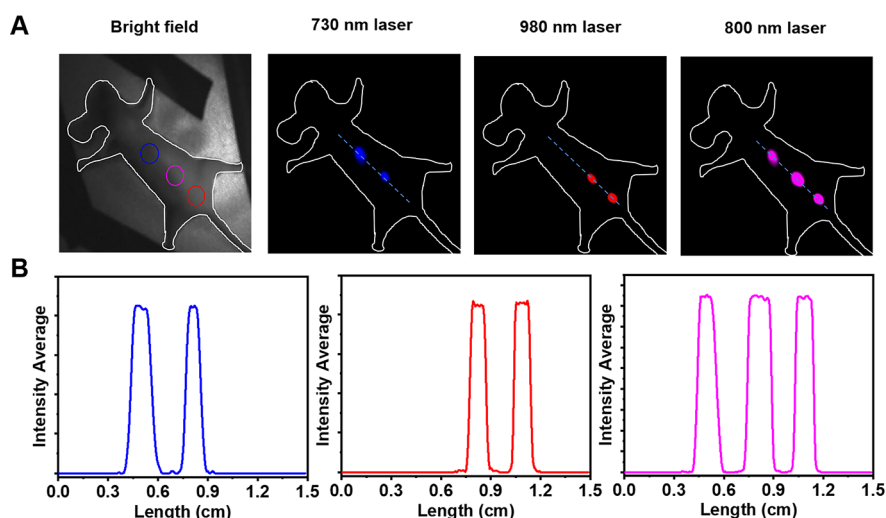 A
Bright field 730 nm laser 980 nm laser 800 nm laser
B
Intensity Average Intensity Average Intensity Average
0.0 0.3 0.6 0.9 1.2 1.5 0.0 0.3 0.6 0.9 1.2 1.5 0.0 0.3 0.6 0.9 1.2 1.5
Length (cm) Length (cm) Length (cm)